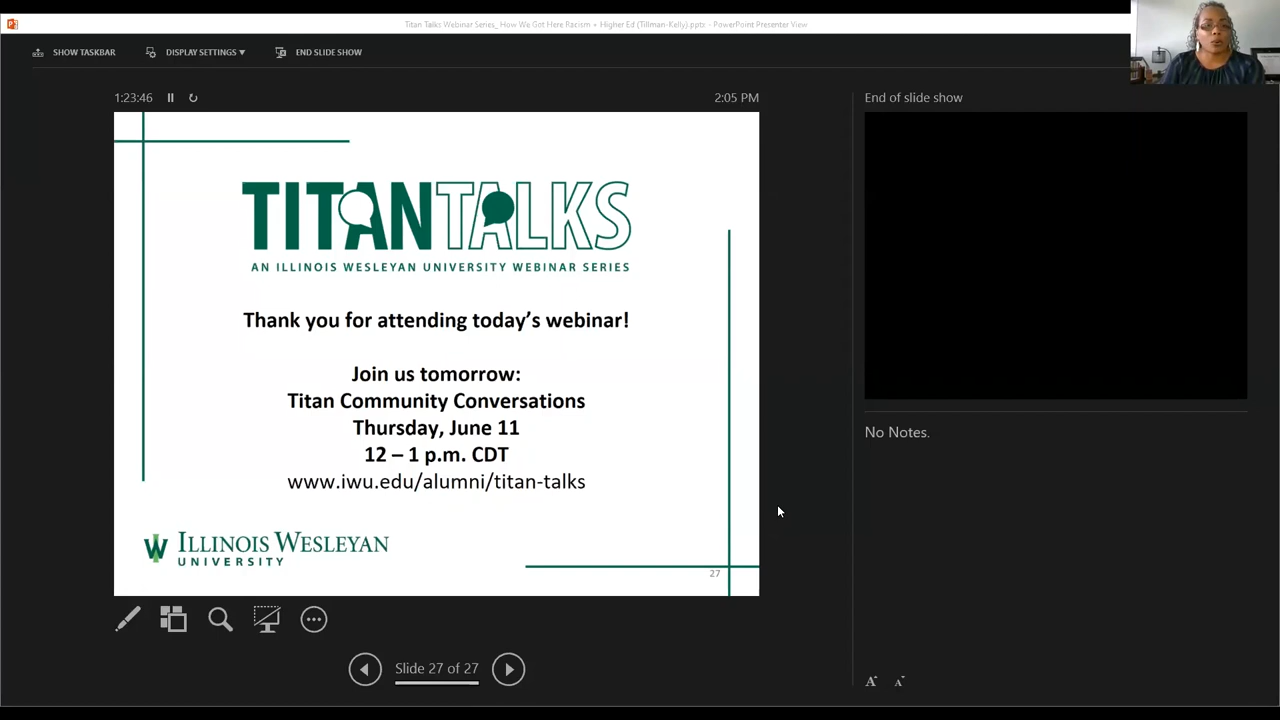 Titan Talks Webinar Series_ How We Got Here Racism + Higher Ed (Tillman-Kelly).pptx - PowerPoint Presenter View
SHOW TASKBAR
DISPLAY SETTINGS
END SLIDE SHOW
1:23:46
2:05 PM
TITANTALKS
AN ILLINOIS WESLEYAN UNIVERSITY WEBINAR SERIES
Thank you for attending today's webinar!
Join us tomorrow:
Titan Community Conversations
Thursday, June 11
12 – 1 p.m. CDT
www.iwu.edu/alumni/titan-talks
ILLINOIS WESLEYAN
UNIVERSITY
27
Slide 27 of 27
End of slide show
No Notes.
A A